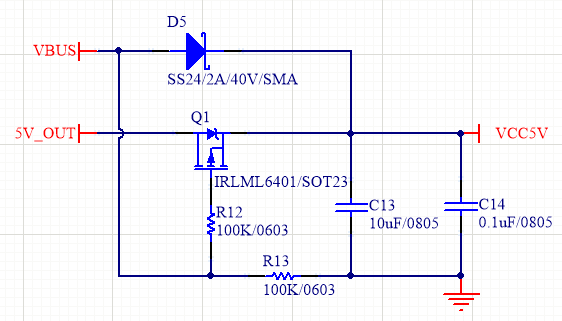 D5
VBUS
SS24/2A/40V/SMA
Q1
5V_OUT
VCC5V
IRLML6401/SOT23
R12
100K/0603
C13
10uF/0805
C14
0.1uF/0805
R13
100K/0603